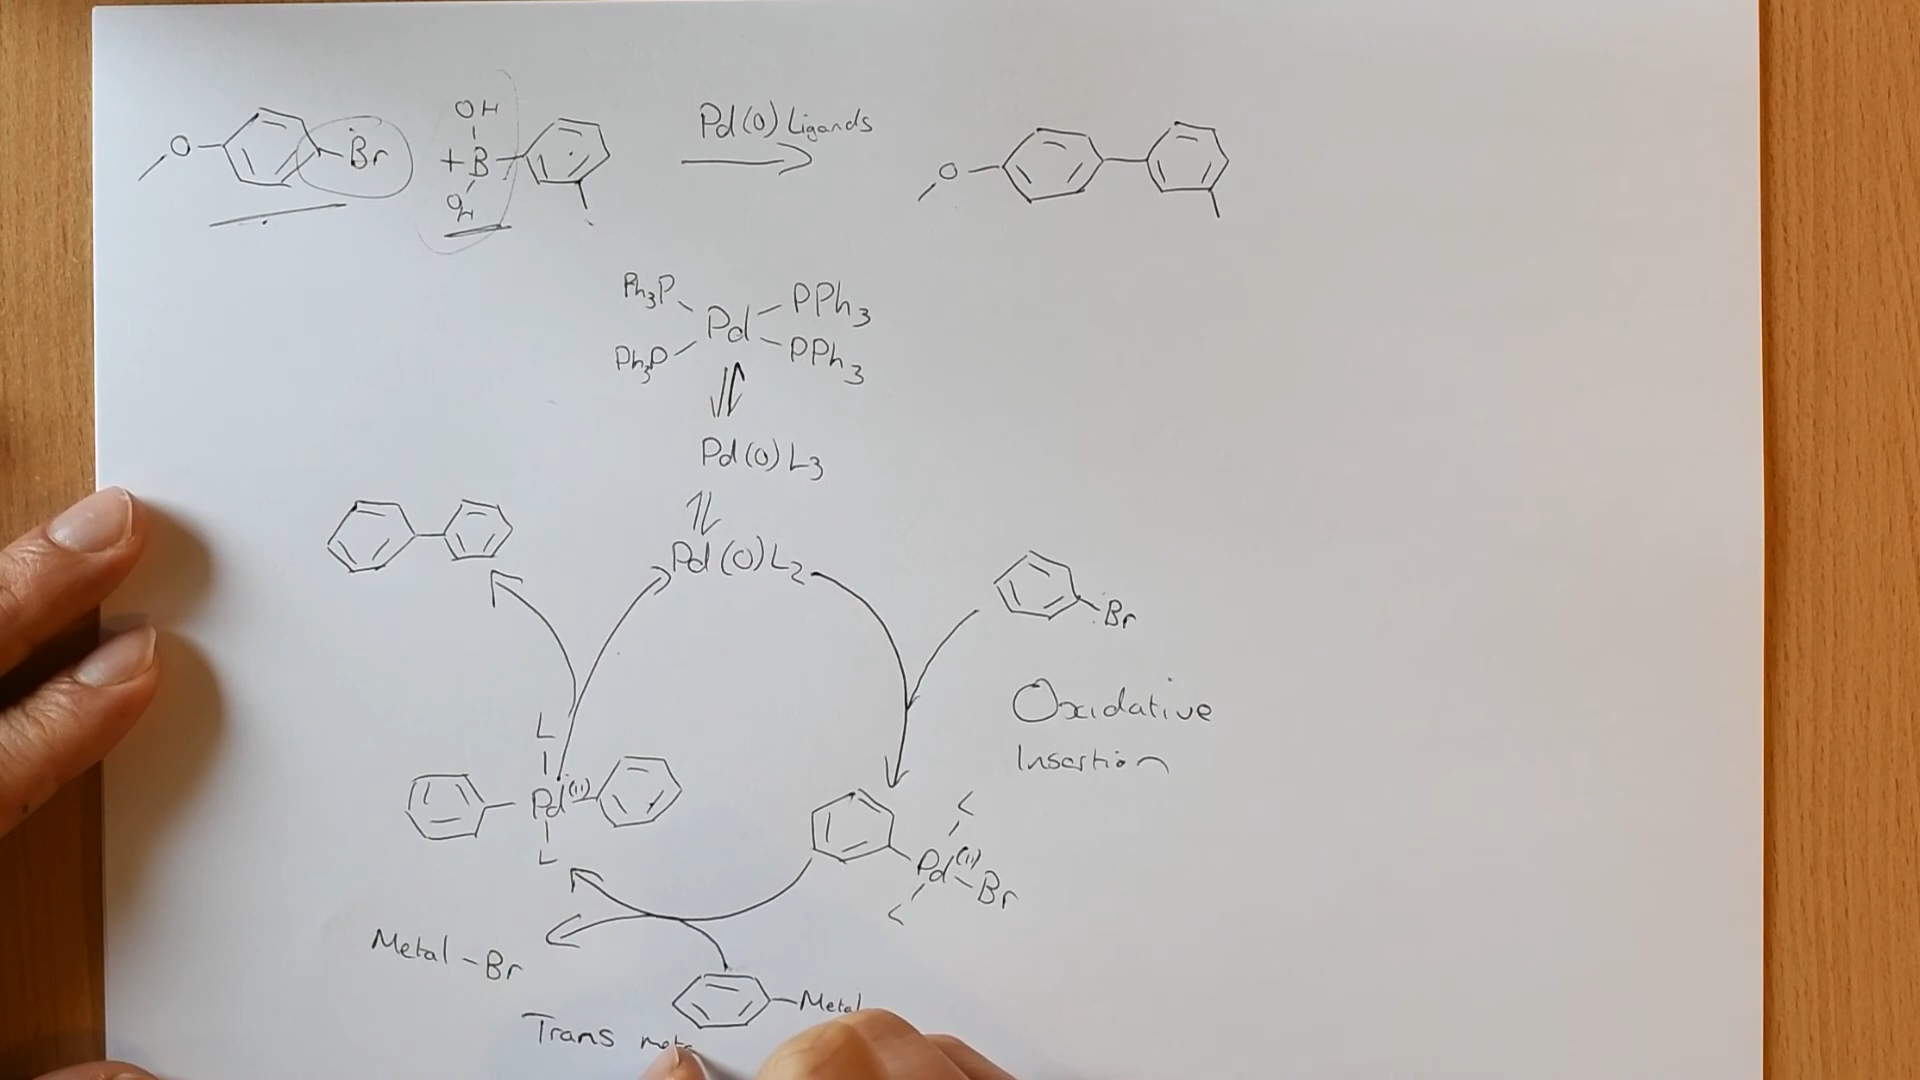 OH
O
Br
+
B
OH
Pd(0) Ligands
O
Ph3P
PPh3
Pd
Ph3P
PPh3
Pd(0)L3
Pd(0)L2
Br
Oxidative
Insertion
L
Pd(II)
L
L
Pd(II)
Br
L
Metal-Br
Metal
Trans meta